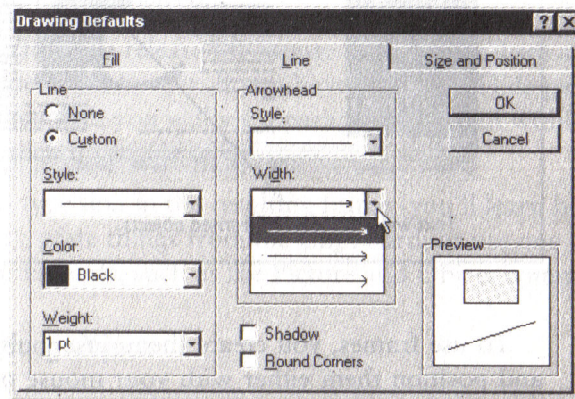 Drawing Defaults
Fill
Line
Size and Position
Line
None
Custom
Style:
Color:
Black
Weight:
1 pt
Arrowhead
Style:
Width:
Shadow
Round Corners
OK
Cancel
Preview